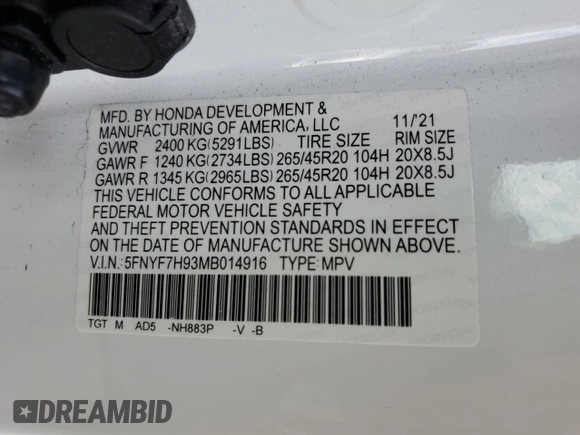 MFD. BY HONDA DEVELOPMENT &
MANUFACTURING OF AMERICA, LLC 11/'21
GVWR 2400 KG(5291LBS) TIRE SIZE RIM SIZE
GAWR F 1240 KG(2734LBS) 265/45R20 104H 20X8.5J
GAWR R 1345 KG(2965LBS) 265/45R20 104H 20X8.5J
THIS VEHICLE CONFORMS TO ALL APPLICABLE
FEDERAL MOTOR VEHICLE SAFETY
AND THEFT PREVENTION STANDARDS IN EFFECT
ON THE DATE OF MANUFACTURE SHOWN ABOVE.
V.I.N.:5FNYF7H93MB014916 TYPE:MPV
TGT M AD5 -NH883P -V -B
DREAMBID